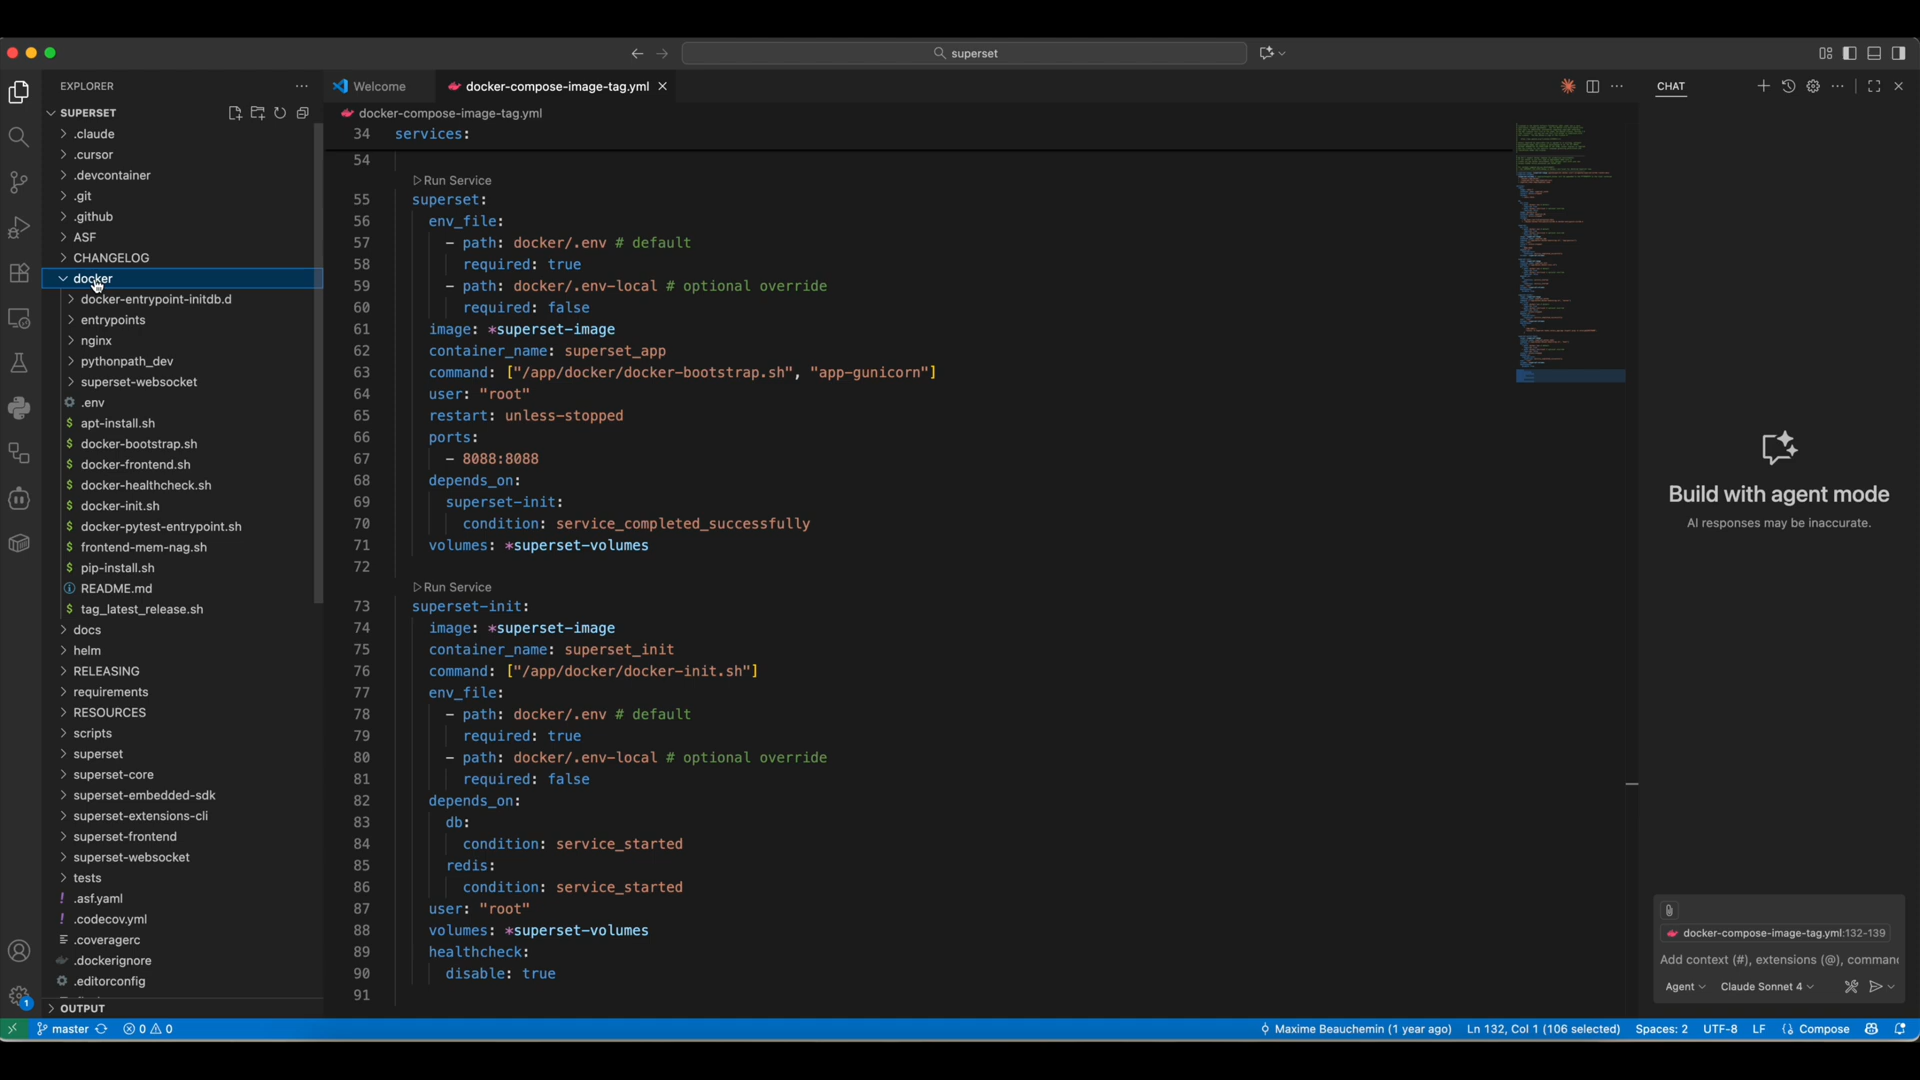 superset
EXPLORER
SUPERSET
.claude
.cursor
.devcontainer
.git
.github
ASF
CHANGELOG
docker
docker-entrypoint-initdb.d
entrypoints
nginx
pythonpath_dev
superset-websocket
.env
$ apt-install.sh
$ docker-bootstrap.sh
$ docker-frontend.sh
$ docker-healthcheck.sh
$ docker-init.sh
$ docker-pytest-entrypoint.sh
$ frontend-mem-nag.sh
$ pip-install.sh
README.md
$ tag_latest_release.sh
docs
helm
RELEASING
requirements
RESOURCES
scripts
superset
superset-core
superset-embedded-sdk
superset-extensions-cli
superset-frontend
superset-websocket
tests
! .asf.yaml
! .codecov.yml
.coveragerc
.dockerignore
.editorconfig
OUTPUT
1
Welcome
docker-compose-image-tag.yml
docker-compose-image-tag.yml
34 services:
54
Run Service
55 superset:
56 env_file:
57 - path: docker/.env # default
58 required: true
59 - path: docker/.env-local # optional override
60 required: false
61 image: *superset-image
62 container_name: superset_app
63 command: ["/app/docker/docker-bootstrap.sh", "app-gunicorn"]
64 user: "root"
65 restart: unless-stopped
66 ports:
67 - 8088:8088
68 depends_on:
69 superset-init:
70 condition: service_completed_successfully
71 volumes: *superset-volumes
72
Run Service
73 superset-init:
74 image: *superset-image
75 container_name: superset_init
76 command: ["/app/docker/docker-init.sh"]
77 env_file:
78 - path: docker/.env # default
79 required: true
80 - path: docker/.env-local # optional override
81 required: false
82 depends_on:
83 db:
84 condition: service_started
85 redis:
86 condition: service_started
87 user: "root"
88 volumes: *superset-volumes
89 healthcheck:
90 disable: true
91
CHAT
Build with agent mode
AI responses may be inaccurate.
docker-compose-image-tag.yml:132-139
Add context (#), extensions (@), comman
Agent Claude Sonnet 4
master 0 0
Maxime Beauchemin (1 year ago) Ln 132, Col 1 (106 selected) Spaces: 2 UTF-8 LF Compose